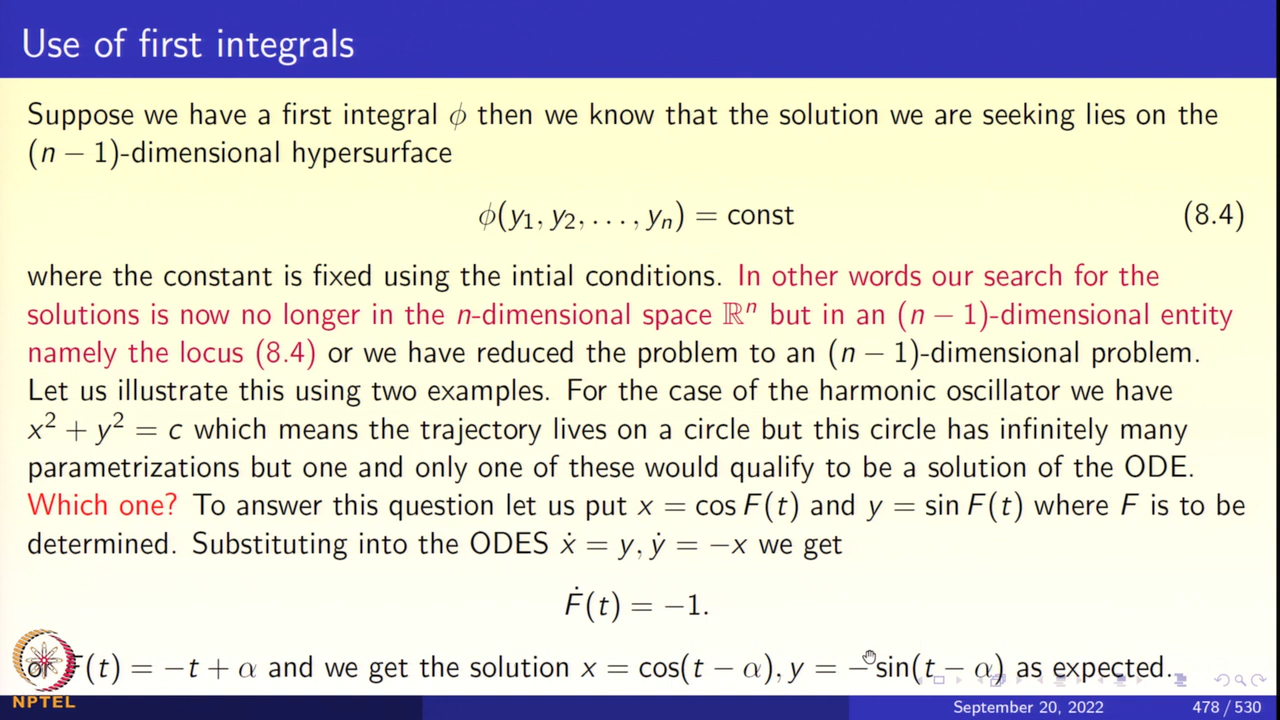 Use of first integrals
Suppose we have a first integral ϕ then we know that the solution we are seeking lies on the
(n − 1)-dimensional hypersurface
ϕ(y₁, y₂, . . . , yₙ) = const (8.4)
where the constant is fixed using the intial conditions. In other words our search for the
solutions is now no longer in the n-dimensional space ℝⁿ but in an (n − 1)-dimensional entity
namely the locus (8.4) or we have reduced the problem to an (n − 1)-dimensional problem.
Let us illustrate this using two examples. For the case of the harmonic oscillator we have
x² + y² = c which means the trajectory lives on a circle but this circle has infinitely many
parametrizations but one and only one of these would qualify to be a solution of the ODE.
Which one? To answer this question let us put x = cos F(t) and y = sin F(t) where F is to be
determined. Substituting into the ODES ẋ = y, ẏ = −x we get
Ḟ(t) = −1.
or F(t) = −t + α and we get the solution x = cos(t − α), y = − sin(t − α) as expected.
NPTEL
September 20, 2022 478 / 530